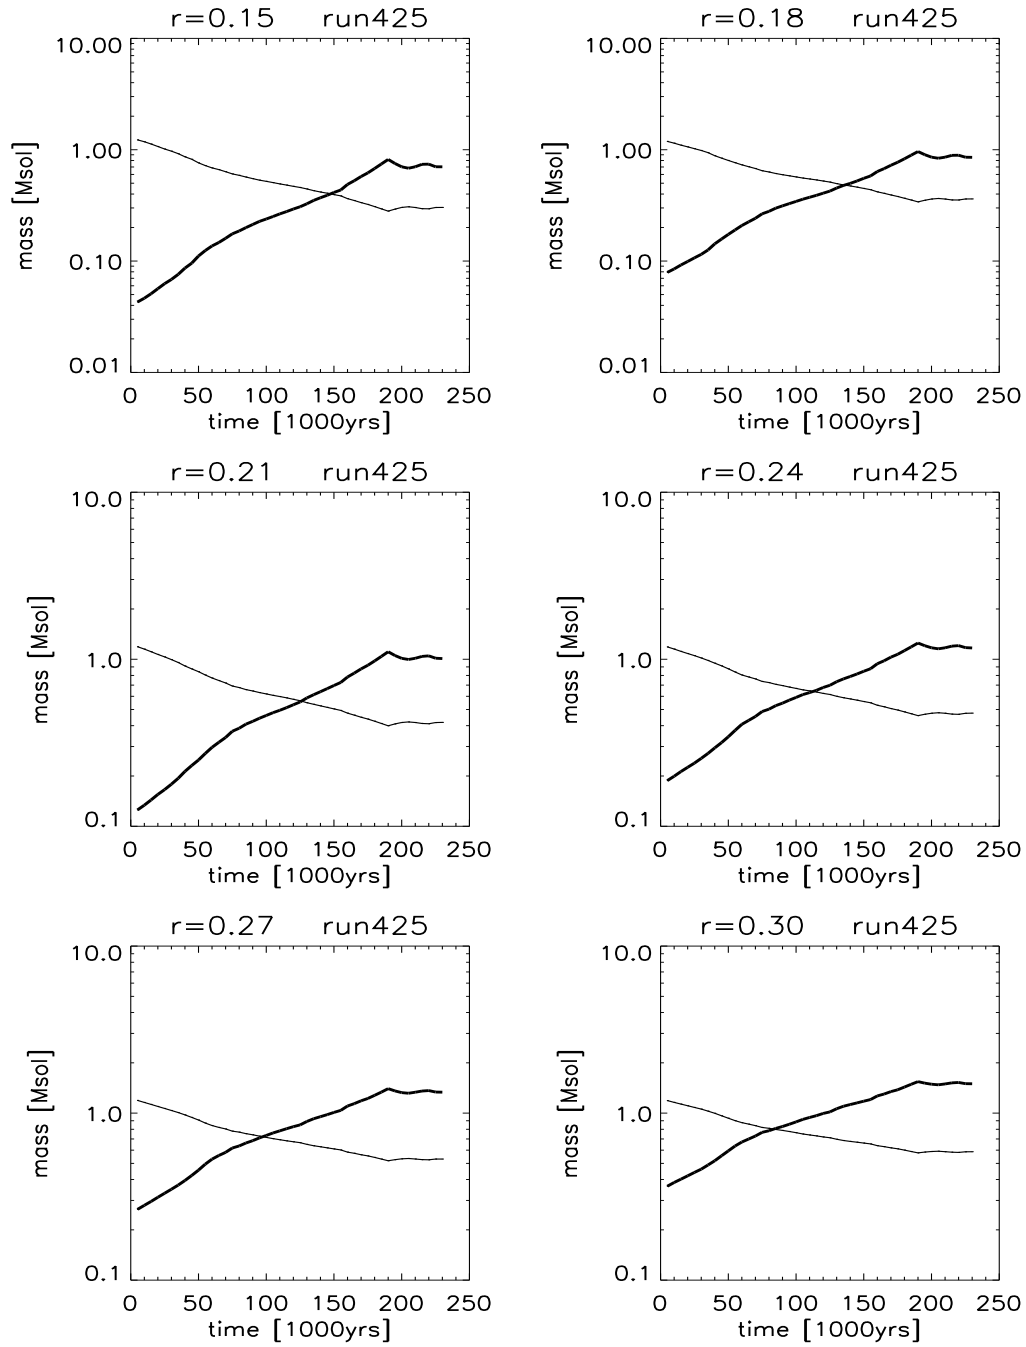 r=0.15 run425
10.00
1.00
0.10
0.01
mass [Msol]
0 50 100 150 200 250
time [1000yrs]
r=0.18 run425
10.00
1.00
0.10
0.01
mass [Msol]
0 50 100 150 200 250
time [1000yrs]
r=0.21 run425
10.0
1.0
0.1
mass [Msol]
0 50 100 150 200 250
time [1000yrs]
r=0.24 run425
10.0
1.0
0.1
mass [Msol]
0 50 100 150 200 250
time [1000yrs]
r=0.27 run425
10.0
1.0
0.1
mass [Msol]
0 50 100 150 200 250
time [1000yrs]
r=0.30 run425
10.0
1.0
0.1
mass [Msol]
0 50 100 150 200 250
time [1000yrs]